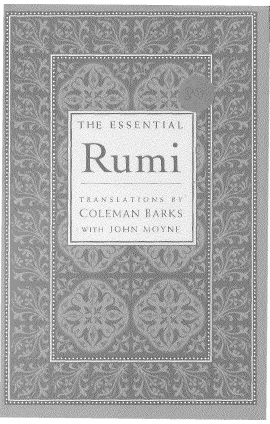 THE ESSENTIAL
Rumi
TRANSLATIONS BY
COLEMAN BARKS
WITH JOHN MOYNE